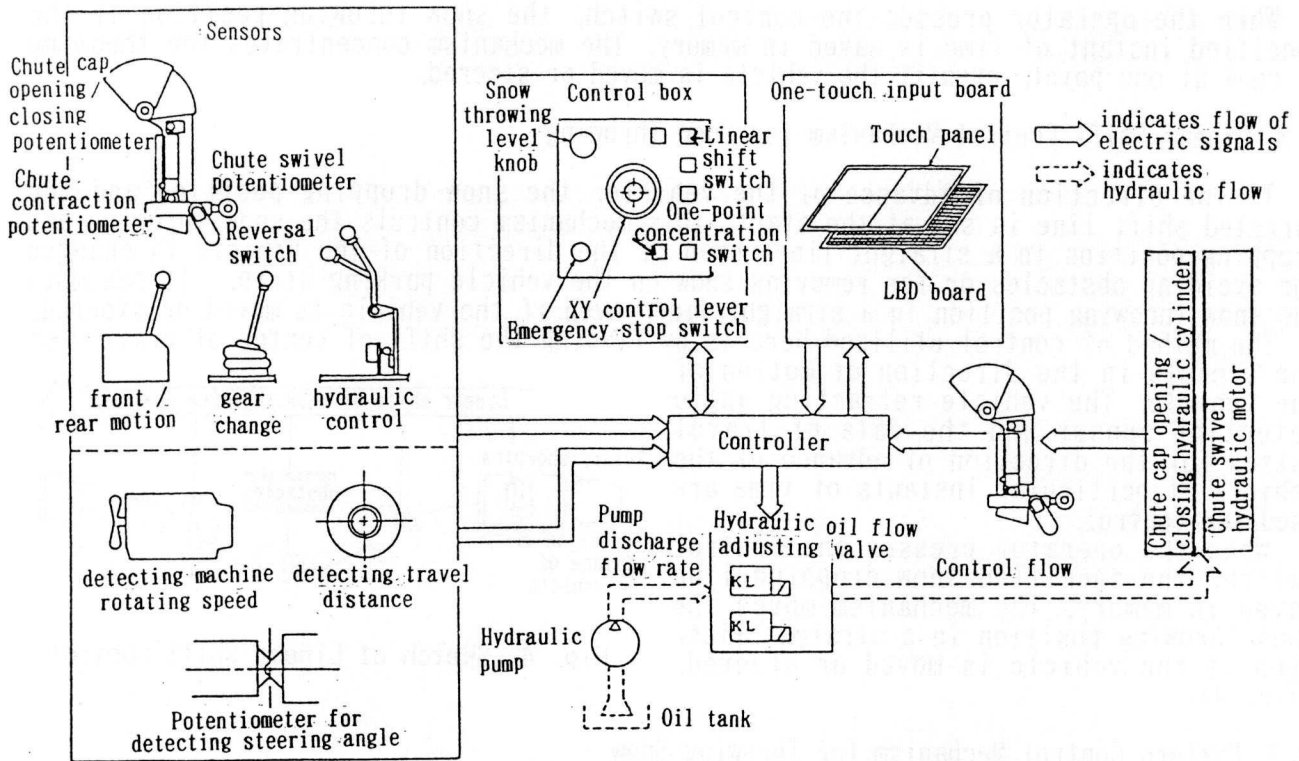 Sensors
Chute cap
opening/
closing
potentiometer
Chute
contraction
potentiometer
Chute swivel
potentiometer
Reversal
switch
front
rear motion
gear
change
hydraulic
control
detecting machine
rotating speed
detecting travel
distance
Potentiometer for
detecting steering angle
Snow
throwing
level
knob
Control box
Linear
shift
switch
One-point
concentration
switch
XY control lever
Emergency stop switch
One-touch input board
Touch panel
LBD board
indicates flow of
electric signals
indicates
hydraulic flow
Controller
Pump
discharge
flow rate
Hydraulic oil flow
adjusting valve
KL
KL
Control flow
Hydraulic
pump
Oil tank
Chute cap opening/
closing hydraulic cylinder
Chute swivel
hydraulic motor